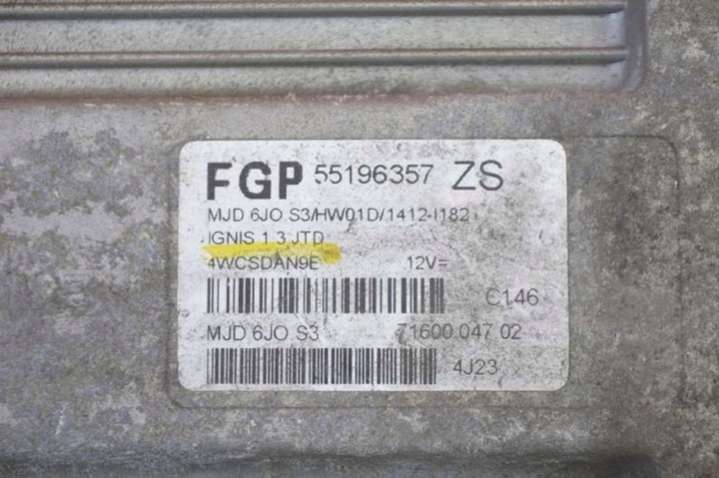 FGP 55196357 ZS
MJD 6JO S3/HW01D/1412-I182
IGNIS 1.3 JTD
4WCSDAN9E 12V=
C146
MJD 6JO S3 71600.047.02
4J23